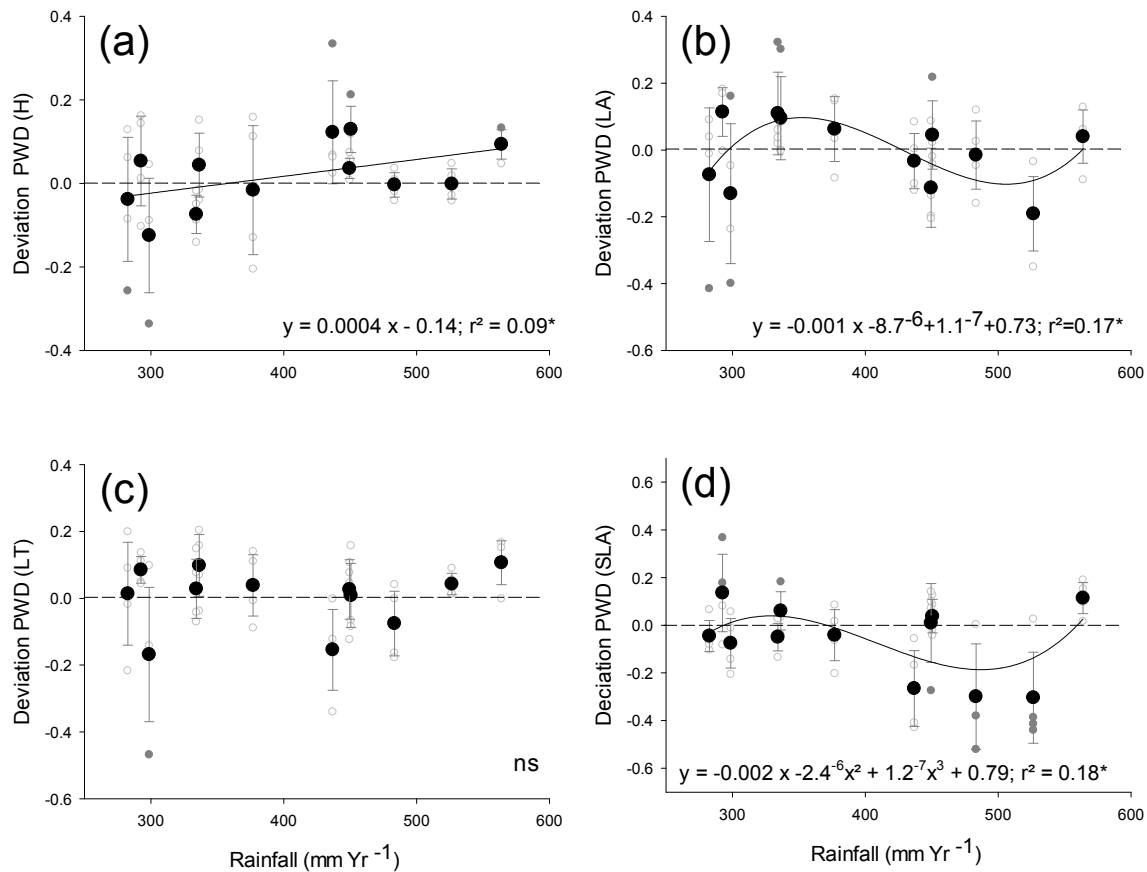 (a)
0.4
0.2
0.0
-0.2
-0.4
Deviation PWD (H)
y = 0.0004 x - 0.14; r² = 0.09*
300 400 500 600
(b)
0.4
0.2
0.0
-0.2
-0.4
-0.6
Deviation PWD (LA)
y = -0.001 x -8.7⁻⁶+1.1⁻⁷+0.73; r²=0.17*
300 400 500 600
(c)
0.4
0.2
0.0
-0.2
-0.4
-0.6
Deviation PWD (LT)
ns
300 400 500 600
Rainfall (mm Yr ⁻¹)
(d)
0.6
0.4
0.2
0.0
-0.2
-0.4
-0.6
Deciation PWD (SLA)
y = -0.002 x -2.4⁻⁶x² + 1.2⁻⁷x³ + 0.79; r² = 0.18*
300 400 500 600
Rainfall (mm Yr ⁻¹)